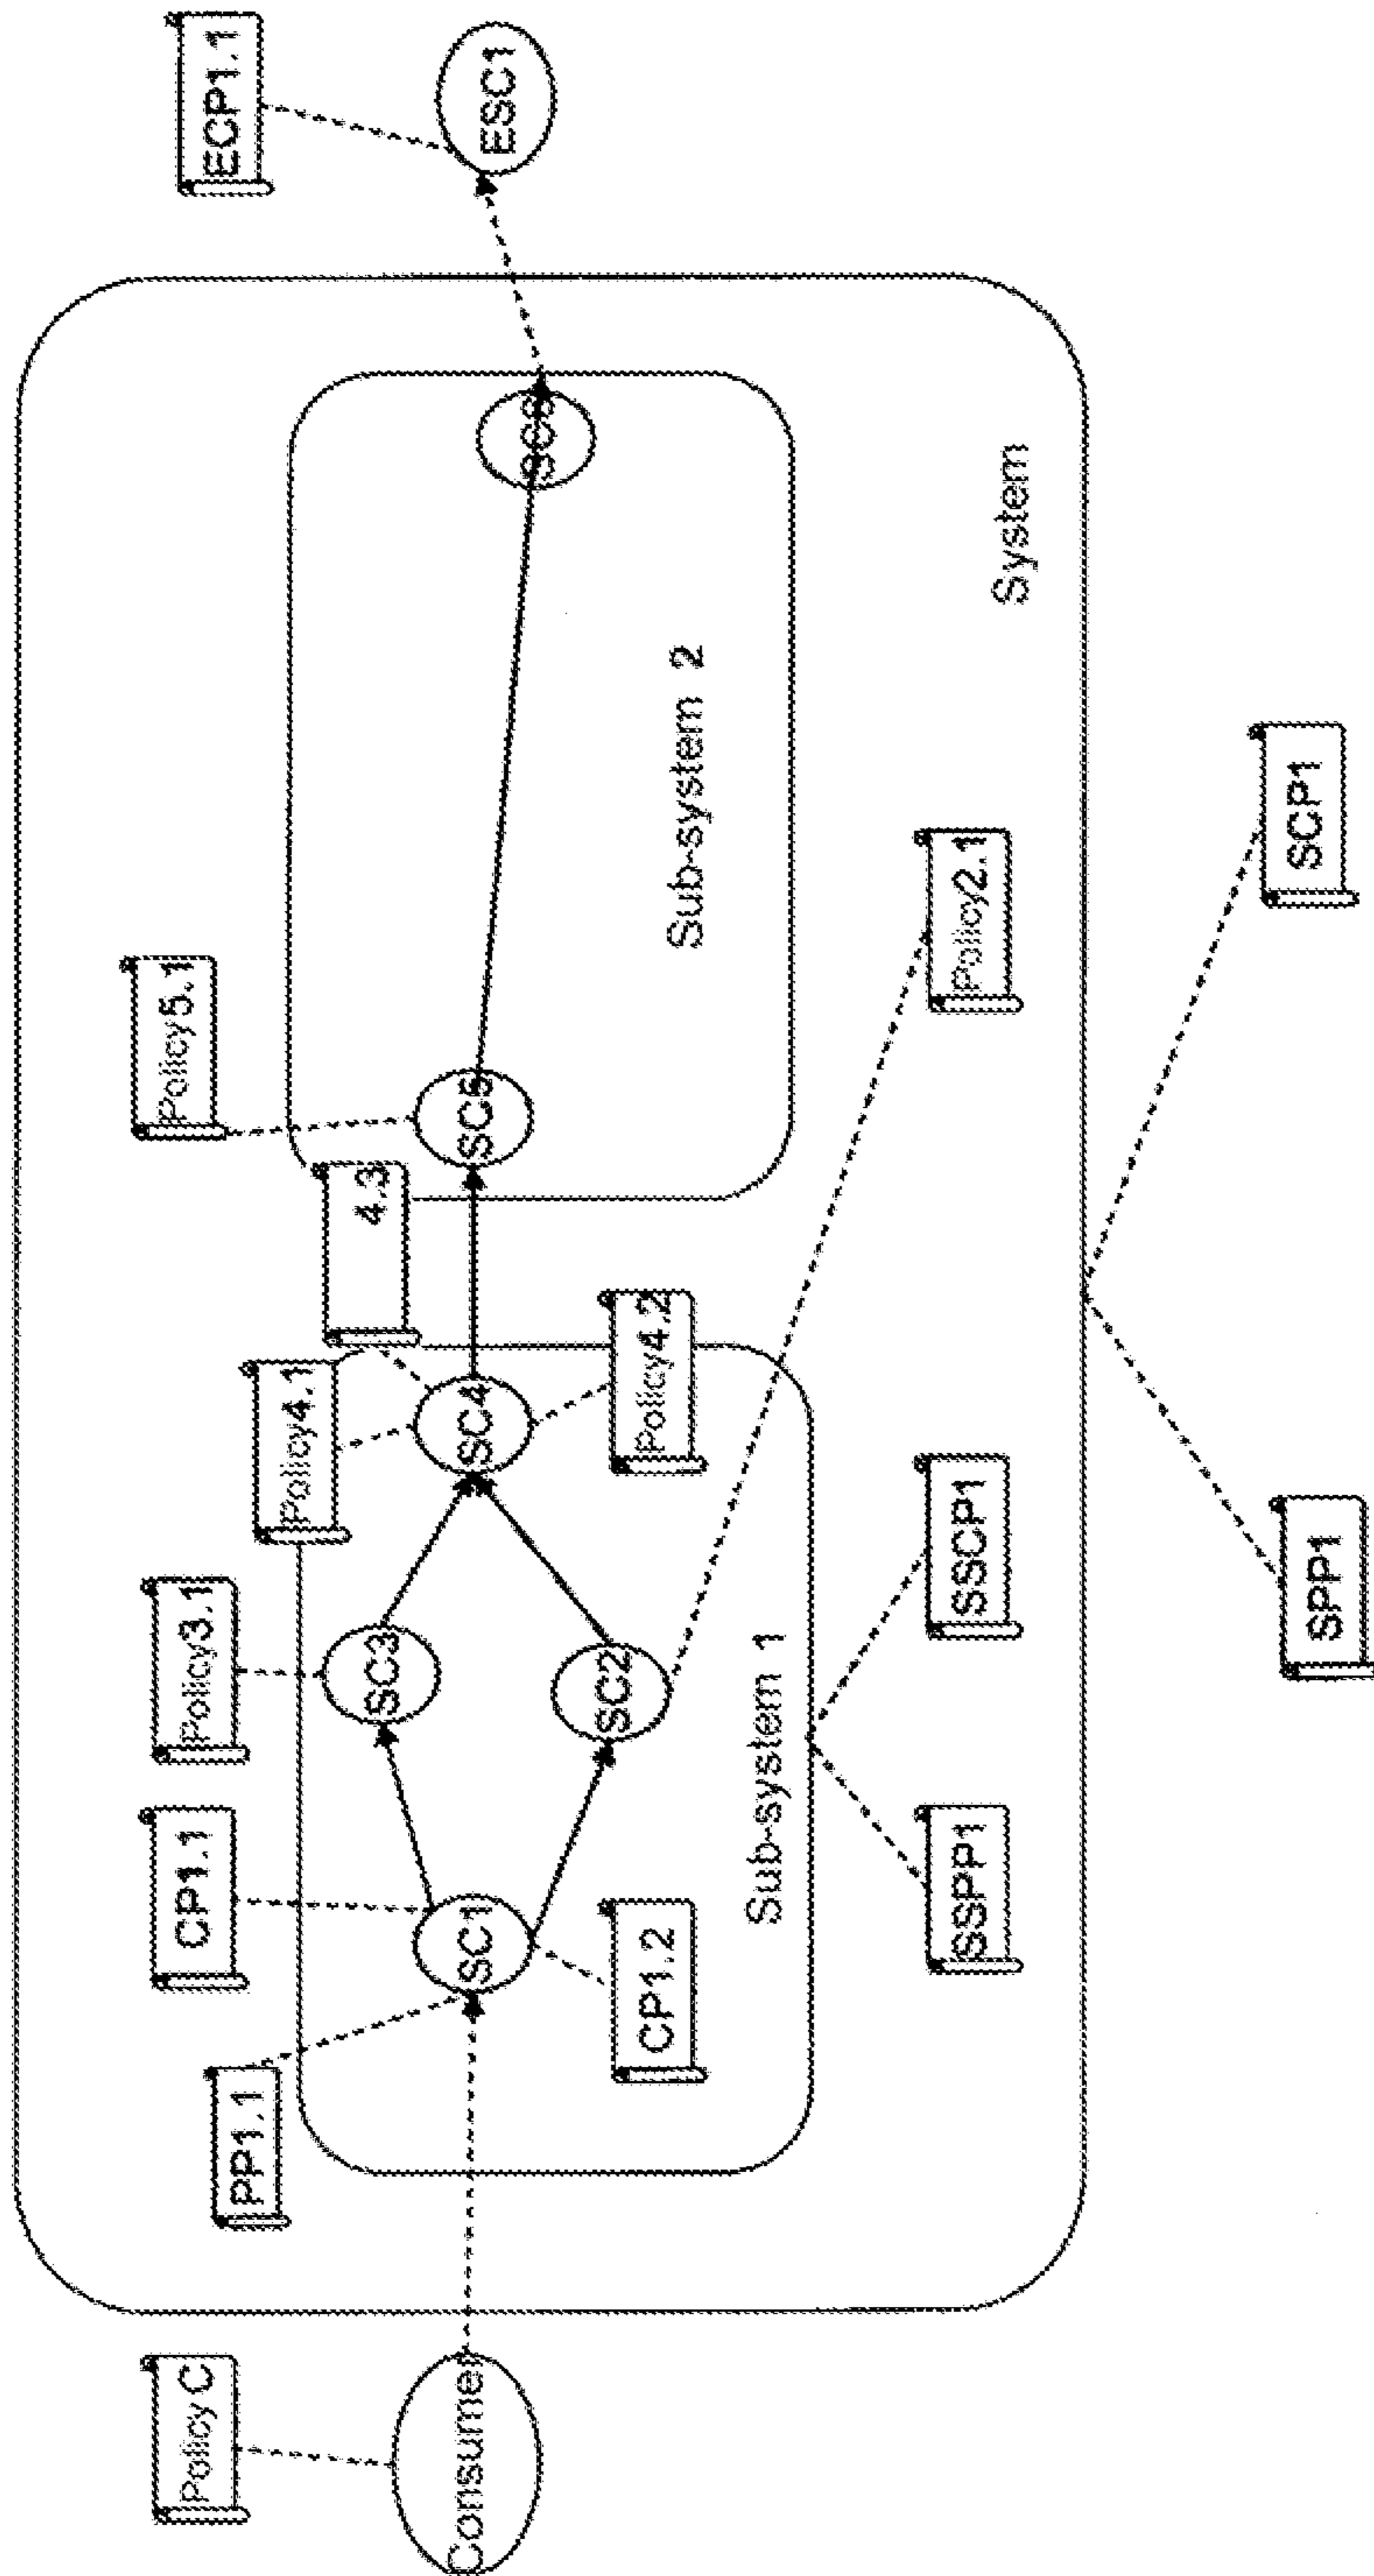 Policy C
CP1.1
Policy3.1
Policy5.1
ECP1.1
PP1.1
Policy4.1
4.3
SC3
Consumer
SC1
SC4
SC5
ESC1
SC2
CP1.2
Policy4.2
Sub-system 2
Sub-system 1
SSPP1
SSCP1
Policy2.1
System
SPP1
SCP1